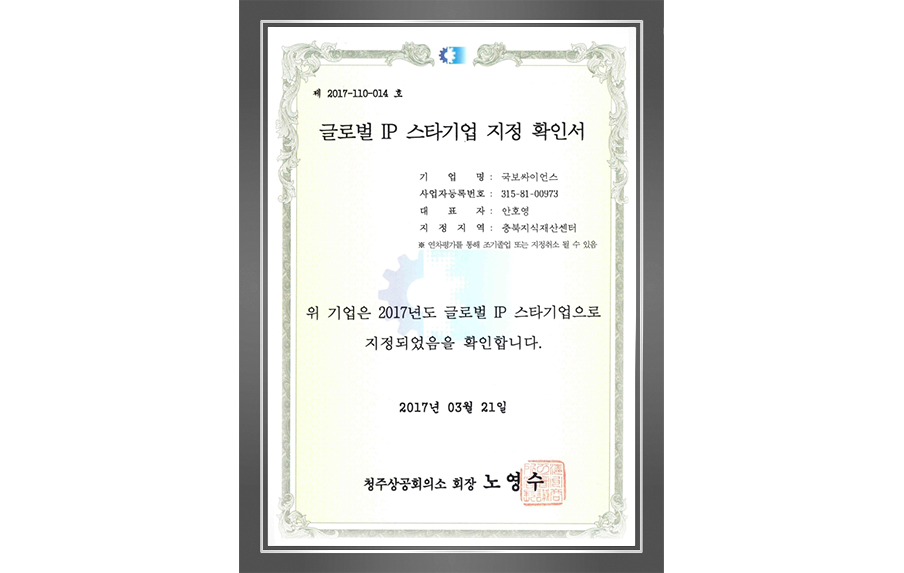 제 2017-110-014 호
글로벌 IP 스타기업 지정 확인서
기 업 명 : 국보싸이언스
사업자등록번호 : 315-81-00973
대 표 자 : 안호영
지 정 지 역 : 충북지식재산센터
※ 연차평가를 통해 조기졸업 또는 지정취소 될 수 있음
위 기업은 2017년도 글로벌 IP 스타기업으로
지정되었음을 확인합니다.
2017년 03월 21일
청주상공회의소 회장 노영수